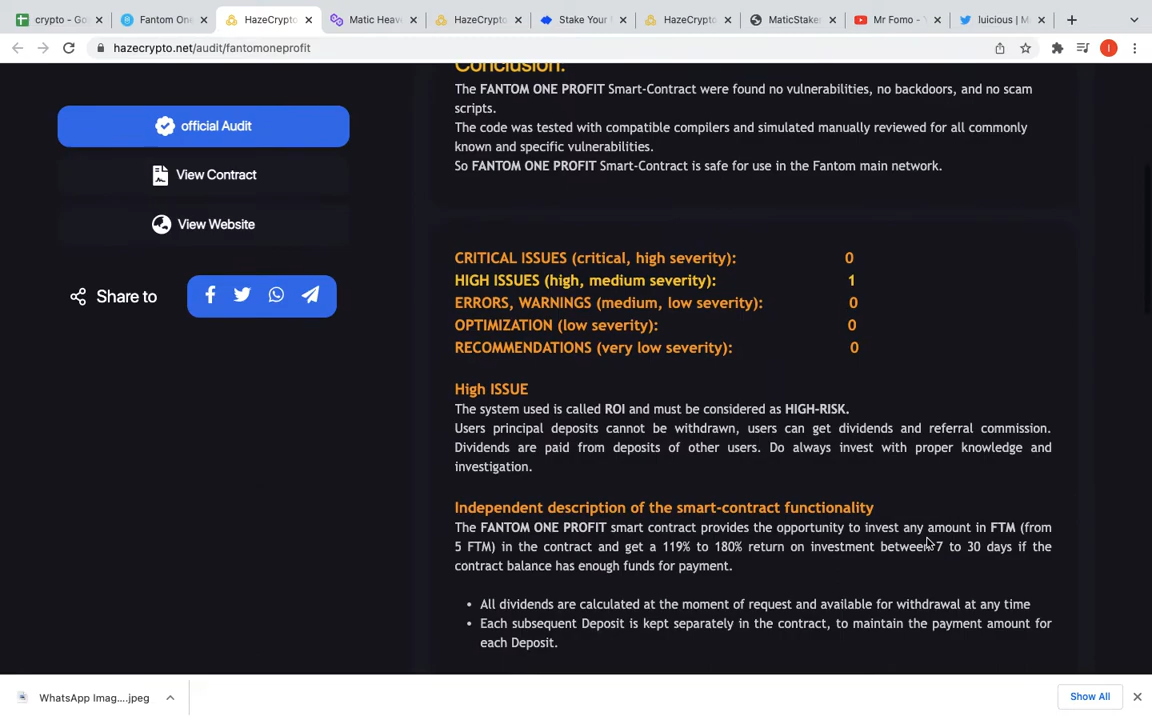 crypto - Go
Fantom One
HazeCrypto
Matic Heav
HazeCrypto
Stake Your
HazeCrypto
MaticStake
Mr Fomo -
luicious | M
hazecrypto.net/audit/fantomoneprofit
I
Conclusion:
official Audit
View Contract
View Website
Share to
The FANTOM ONE PROFIT Smart-Contract were found no vulnerabilities, no backdoors, and no scam
scripts.
The code was tested with compatible compilers and simulated manually reviewed for all commonly
known and specific vulnerabilities.
So FANTOM ONE PROFIT Smart-Contract is safe for use in the Fantom main network.
CRITICAL ISSUES (critical, high severity): 0
HIGH ISSUES (high, medium severity): 1
ERRORS, WARNINGS (medium, low severity): 0
OPTIMIZATION (low severity): 0
RECOMMENDATIONS (very low severity): 0
High ISSUE
The system used is called ROI and must be considered as HIGH-RISK.
Users principal deposits cannot be withdrawn, users can get dividends and referral commission.
Dividends are paid from deposits of other users. Do always invest with proper knowledge and
investigation.
Independent description of the smart-contract functionality
The FANTOM ONE PROFIT smart contract provides the opportunity to invest any amount in FTM (from
5 FTM) in the contract and get a 119% to 180% return on investment between 7 to 30 days if the
contract balance has enough funds for payment.
• All dividends are calculated at the moment of request and available for withdrawal at any time
• Each subsequent Deposit is kept separately in the contract, to maintain the payment amount for
each Deposit.
WhatsApp Imag....jpeg
Show All